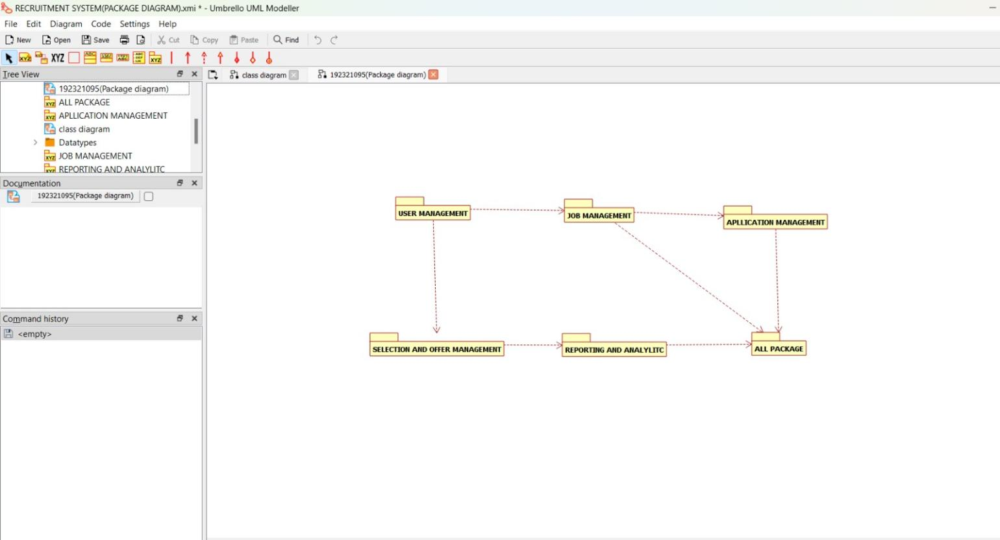 RECRUITMENT SYSTEM(PACKAGE DIAGRAM).xmi * - Umbrello UML Modeller
File Edit Diagram Code Settings Help
New Open Save Cut Copy Paste Find
XYZ
Tree View
class diagram
192321095(Package diagram)
192321095(Package diagram)
ALL PACKAGE
APLLICATION MANAGEMENT
class diagram
Datatypes
JOB MANAGEMENT
REPORTING AND ANALYLITC
Documentation
192321095(Package diagram)
Command history
<empty>
USER MANAGEMENT
JOB MANAGEMENT
APLLICATION MANAGEMENT
SELECTION AND OFFER MANAGEMENT
REPORTING AND ANALYLITC
ALL PACKAGE